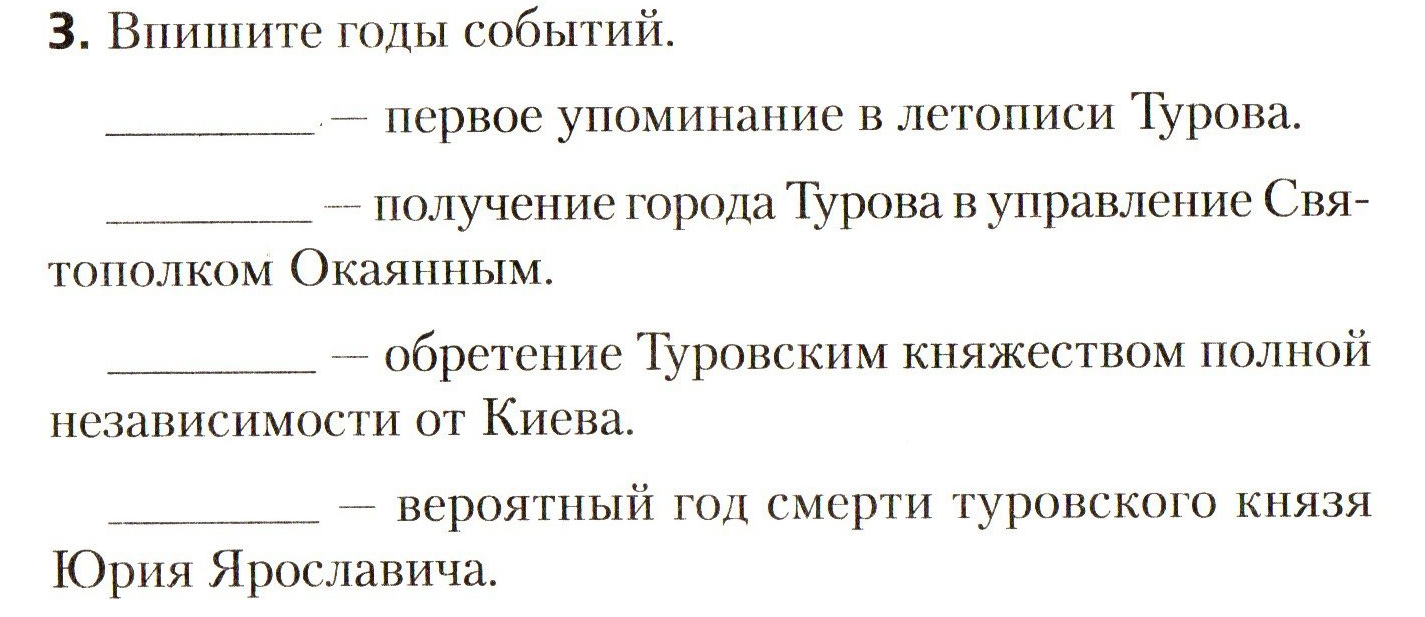 3. Впишите годы событий.
________ — первое упоминание в летописи Турова.
________ — получение города Турова в управление Свя-
тополком Окаянным.
________ — обретение Туровским княжеством полной
независимости от Киева.
________ — вероятный год смерти туровского князя
Юрия Ярославича.